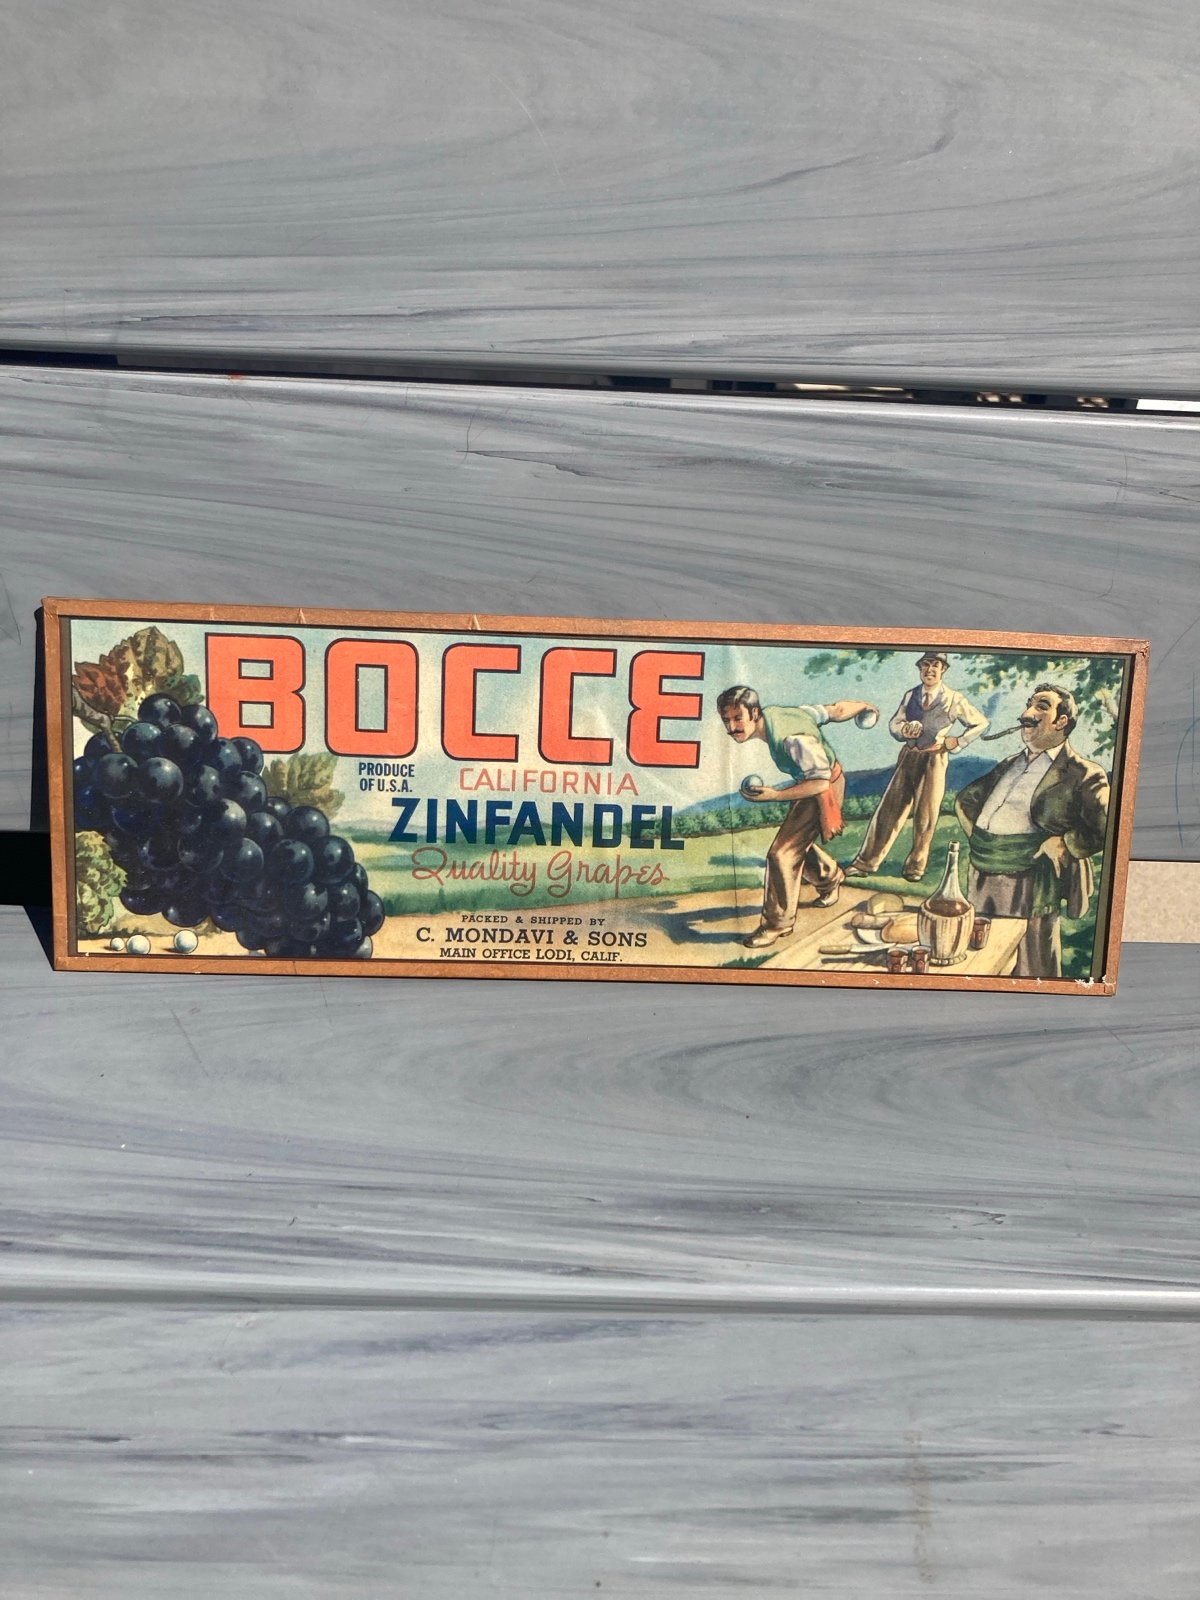 BOCCE
PRODUCE
OF U.S.A.
CALIFORNIA
ZINFANDEL
Quality Grapes
PACKED & SHIPPED BY
C. MONDAVI & SONS
MAIN OFFICE LODI, CALIF.